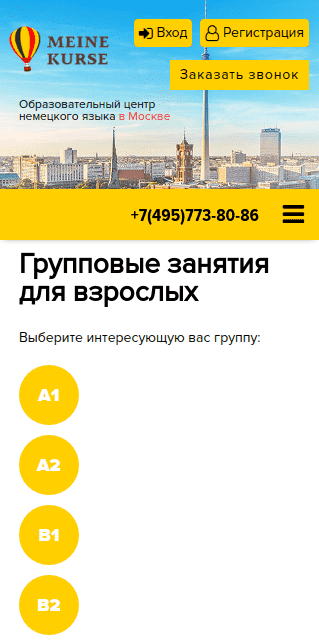 MEINE
KURSE
Вход
Регистрация
Заказать звонок
Образовательный центр
немецкого языка в Москве
+7(495)773-80-86
Групповые занятия
для взрослых
Выберите интересующую вас группу:
A1
A2
B1
B2